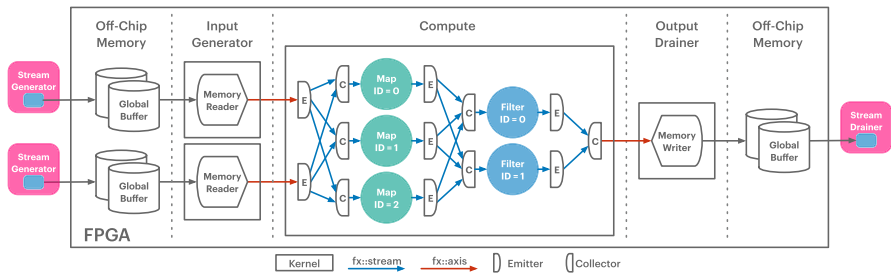 Off-Chip
Memory
Input
Generator
Compute
Output
Drainer
Off-Chip
Memory
Stream
Generator
Global
Buffer
Memory
Reader
E
C
Map
ID = 0
E
Stream
Generator
Global
Buffer
Memory
Reader
E
C
Map
ID = 1
E
C
Map
ID = 2
E
C
Filter
ID = 0
E
C
Filter
ID = 1
E
C
Memory
Writer
Global
Buffer
Stream
Drainer
FPGA
Kernel
fx::stream
fx::axis
Emitter
Collector